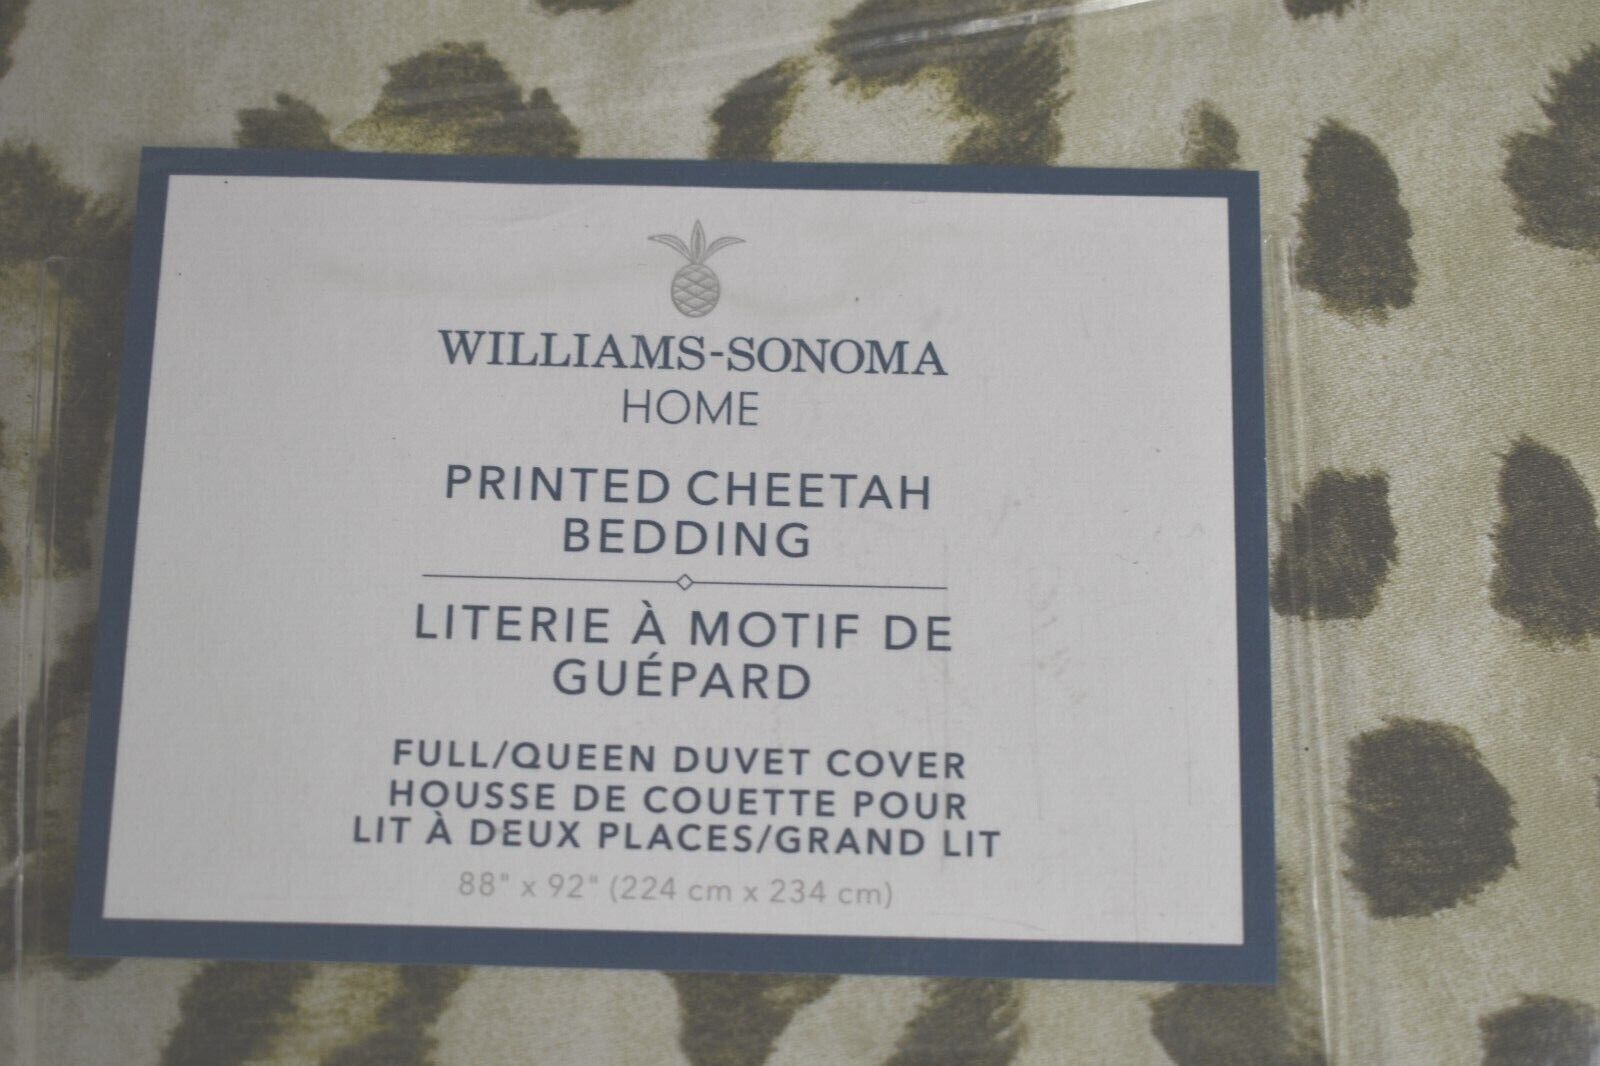 WILLIAMS-SONOMA
HOME
PRINTED CHEETAH
BEDDING
LITERIE À MOTIF DE
GUÉPARD
FULL/QUEEN DUVET COVER
HOUSSE DE COUETTE POUR
LIT À DEUX PLACES/GRAND LIT
88" x 92" (224 cm x 234 cm)